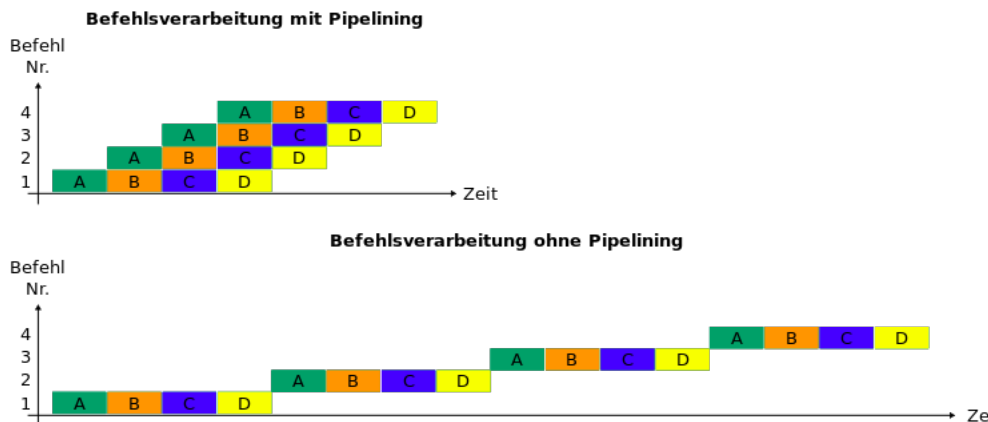 Befehlsverarbeitung mit Pipelining
Befehl
Nr.
4 A B C D
3 A B C D
2 A B C D
1 A B C D
Zeit
Befehlsverarbeitung ohne Pipelining
Befehl
Nr.
4 A B C D
3 A B C D
2 A B C D
1 A B C D
Ze